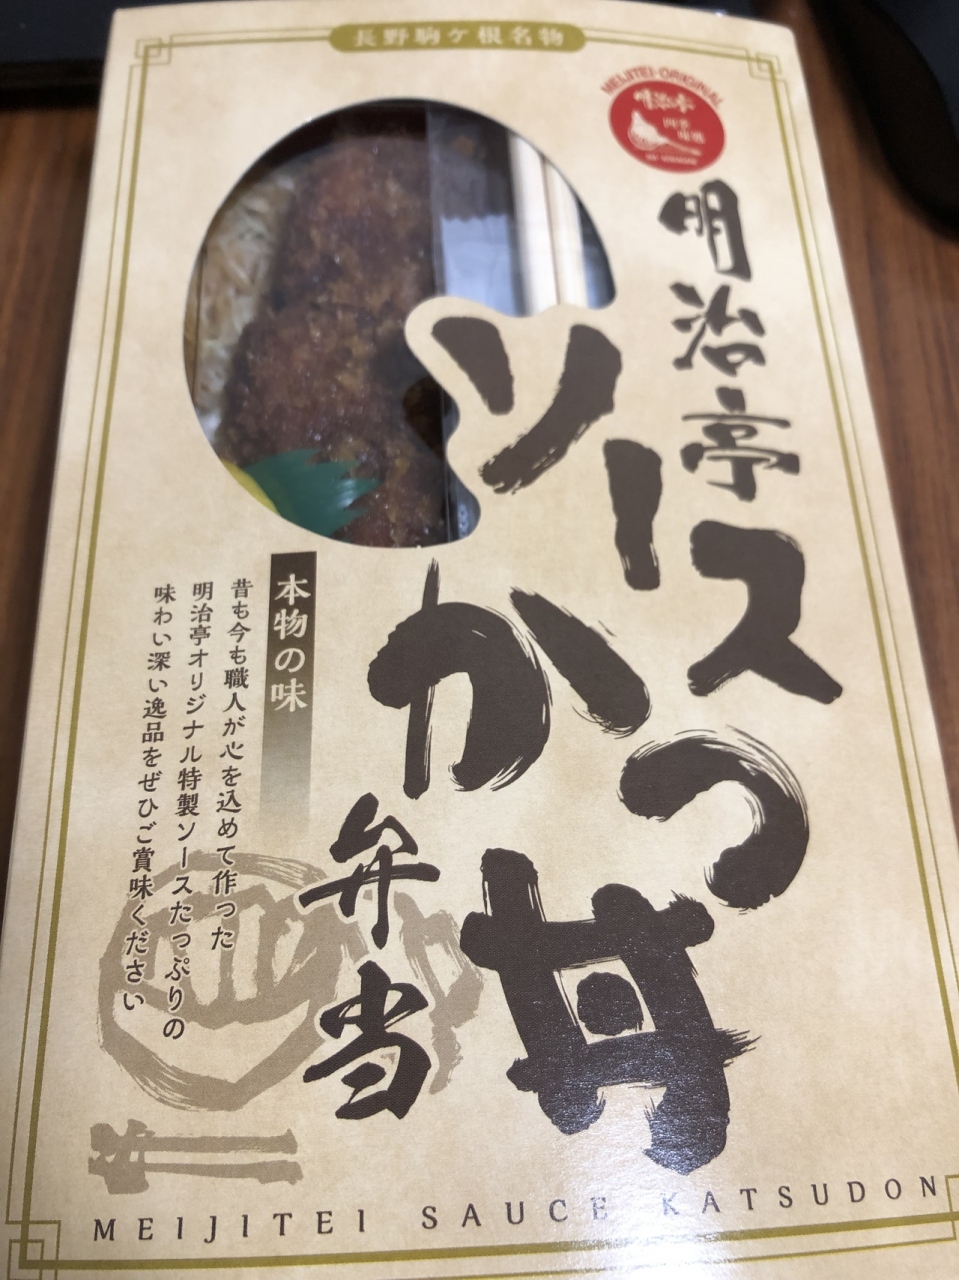 長野駒ケ根名物
MEIJITEI-ORIGINAL
明治亭
明治亭
ソースかつ丼
弁当
本物の味
昔も今も職人が心を込めて作った
明治亭オリジナル特製ソースたっぷりの
味わい深い逸品をぜひご賞味ください
MEIJITEI SAUCE KATSUDON